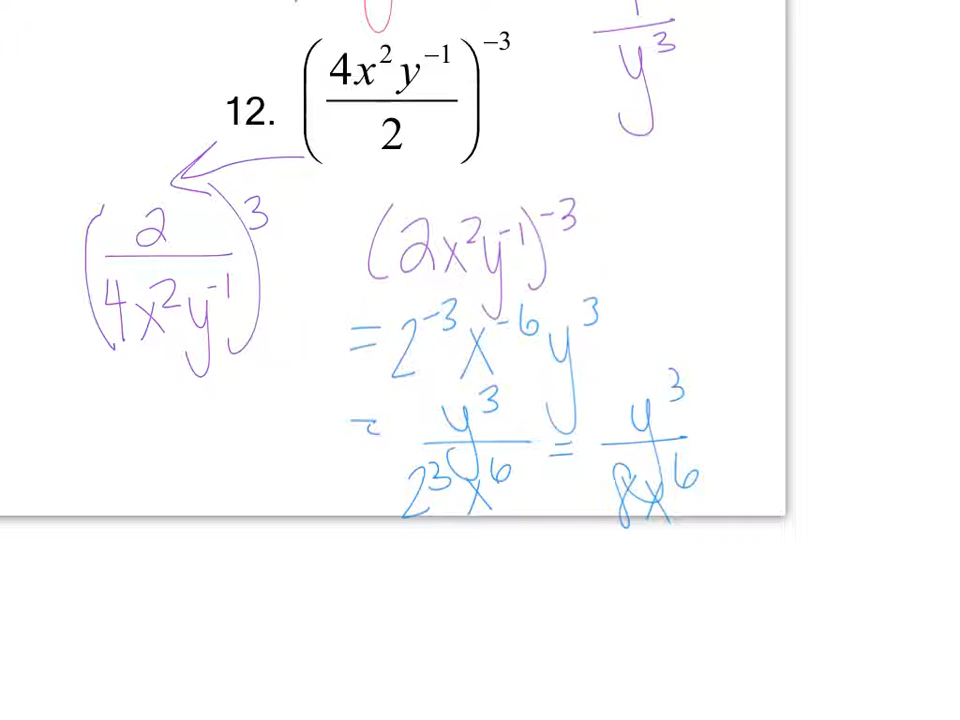 1/y³
12. (4x²y⁻¹/2)⁻³
(2/4x²y⁻¹)³
(2x²y⁻¹)⁻³
= 2⁻³x⁻⁶y³
= y³/2³x⁶ = y³/8x⁶